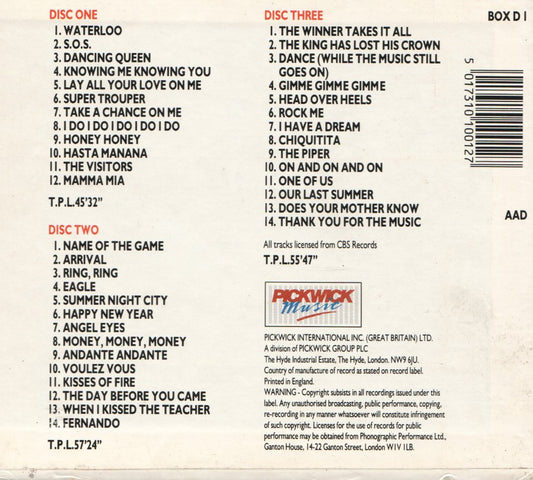 DISC ONE
1. WATERLOO
2. S.O.S.
3. DANCING QUEEN
4. KNOWING ME KNOWING YOU
5. LAY ALL YOUR LOVE ON ME
6. SUPER TROUPER
7. TAKE A CHANCE ON ME
8. I DO I DO I DO I DO I DO
9. HONEY HONEY
10. HASTA MANANA
11. THE VISITORS
12. MAMMA MIA
T.P.L.45'32"
DISC TWO
1. NAME OF THE GAME
2. ARRIVAL
3. RING, RING
4. EAGLE
5. SUMMER NIGHT CITY
6. HAPPY NEW YEAR
7. ANGEL EYES
8. MONEY, MONEY, MONEY
9. ANDANTE ANDANTE
10. VOULEZ VOUS
11. KISSES OF FIRE
12. THE DAY BEFORE YOU CAME
13. WHEN I KISSED THE TEACHER
14. FERNANDO
T.P.L.57'24"
DISC THREE
1. THE WINNER TAKES IT ALL
2. THE KING HAS LOST HIS CROWN
3. DANCE (WHILE THE MUSIC STILL
GOES ON)
4. GIMME GIMME GIMME
5. HEAD OVER HEELS
6. ROCK ME
7. I HAVE A DREAM
8. CHIQUITITA
9. THE PIPER
10. ON AND ON AND ON
11. ONE OF US
12. OUR LAST SUMMER
13. DOES YOUR MOTHER KNOW
14. THANK YOU FOR THE MUSIC
All tracks licensed from CBS Records
T.P.L.55'47"
PICKWICK
Music
PICKWICK INTERNATIONAL INC. (GREAT BRITAIN) LTD.
A division of PICKWICK GROUP PLC
The Hyde Industrial Estate, The Hyde, London. NW9 6JU.
Country of manufacture of record as stated on record label.
Printed in England.
WARNING - Copyright subsists in all recordings issued under this
label. Any unauthorised broadcasting, public performance, copying,
re-recording in any manner whatsoever will constitute infringement
of such copyright. Licences for the use of records for public
performance may be obtained from Phonographic Performance Ltd.,
Ganton House, 14-22 Ganton Street, London W1V 1LB.
BOX D 1
5 017310 100127
AAD